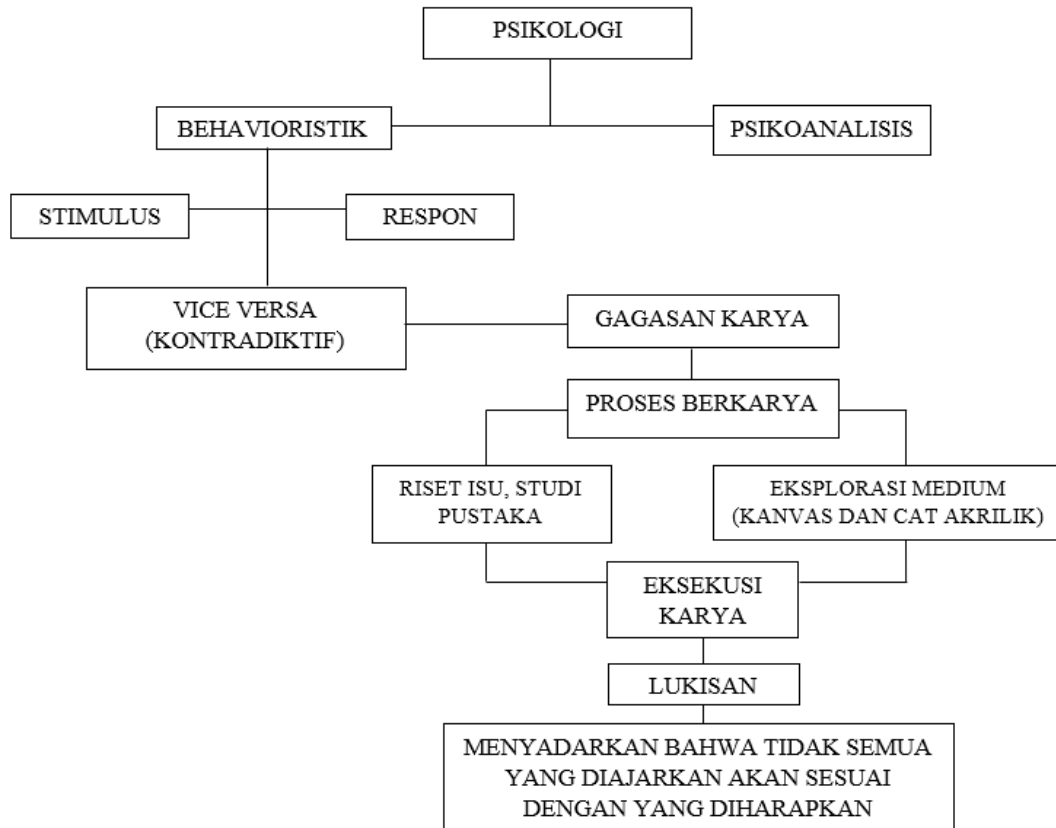 PSIKOLOGI
BEHAVIORISTIK
PSIKOANALISIS
STIMULUS
RESPON
VICE VERSA
(KONTRADIKTIF)
GAGASAN KARYA
PROSES BERKARYA
RISET ISU, STUDI
PUSTAKA
EKSPLORASI MEDIUM
(KANVAS DAN CAT AKRILIK)
EKSEKUSI
KARYA
LUKISAN
MENYADARKAN BAHWA TIDAK SEMUA
YANG DIAJARKAN AKAN SESUAI
DENGAN YANG DIHARAPKAN